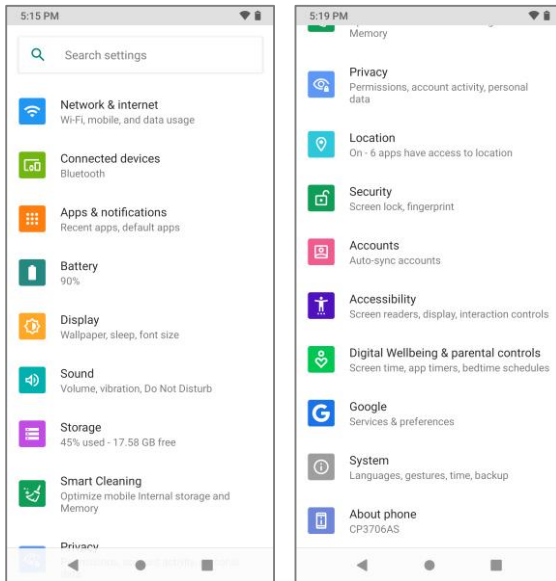 5:15 PM
Search settings
Network & internet
Wi-Fi, mobile, and data usage
Connected devices
Bluetooth
Apps & notifications
Recent apps, default apps
Battery
90%
Display
Wallpaper, sleep, font size
Sound
Volume, vibration, Do Not Disturb
Storage
45% used - 17.58 GB free
Smart Cleaning
Optimize mobile Internal storage and
Memory
Privacy
5:19 PM
Memory
Privacy
Permissions, account activity, personal
data
Location
On - 6 apps have access to location
Security
Screen lock, fingerprint
Accounts
Auto-sync accounts
Accessibility
Screen readers, display, interaction controls
Digital Wellbeing & parental controls
Screen time, app timers, bedtime schedules
Google
Services & preferences
System
Languages, gestures, time, backup
About phone
CP3706AS